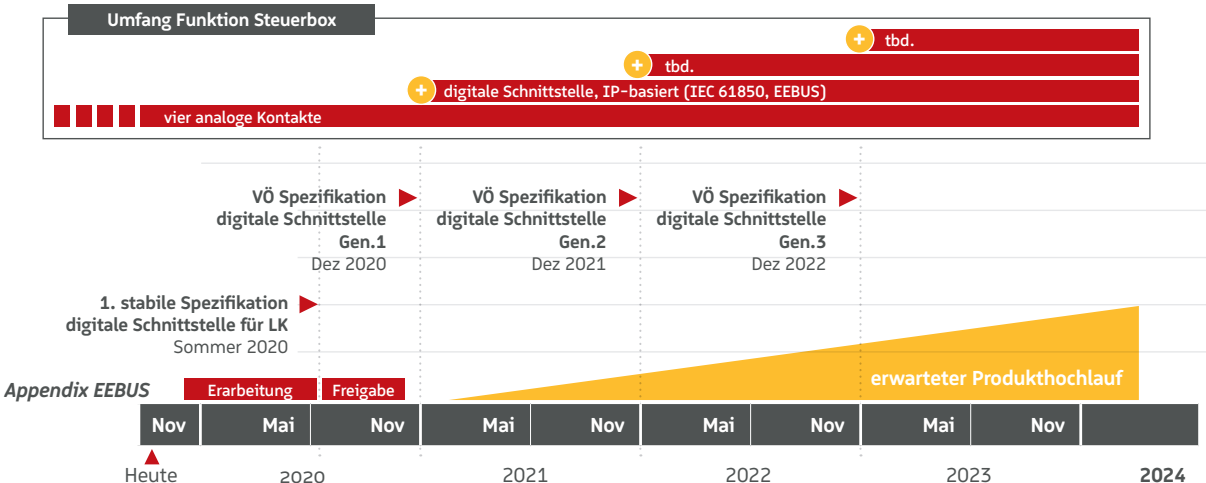 Umfang Funktion Steuerbox
+ tbd.
+ tbd.
+ digitale Schnittstelle, IP-basiert (IEC 61850, EEBUS)
vier analoge Kontakte
VÖ Spezifikation
digitale Schnittstelle
Gen.1
Dez 2020
VÖ Spezifikation
digitale Schnittstelle
Gen.2
Dez 2021
VÖ Spezifikation
digitale Schnittstelle
Gen.3
Dez 2022
1. stabile Spezifikation
digitale Schnittstelle für LK
Sommer 2020
Appendix EEBUS
Erarbeitung
Freigabe
erwarteter Produkthochlauf
Nov Mai Nov Mai Nov Mai Nov Mai Nov
Heute 2020 2021 2022 2023 2024